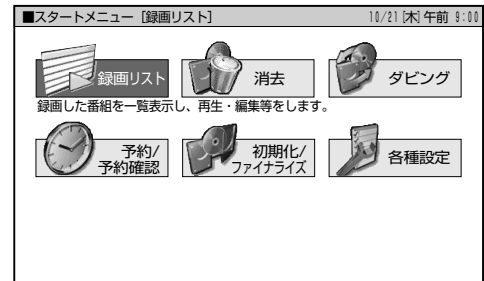 ■スタートメニュー [録画リスト]
10/21[木]午前 9:00
録画リスト
消去
ダビング
録画した番組を一覧表示し、再生・編集等をします。
予約/
予約確認
初期化/
ファイナライズ
各種設定